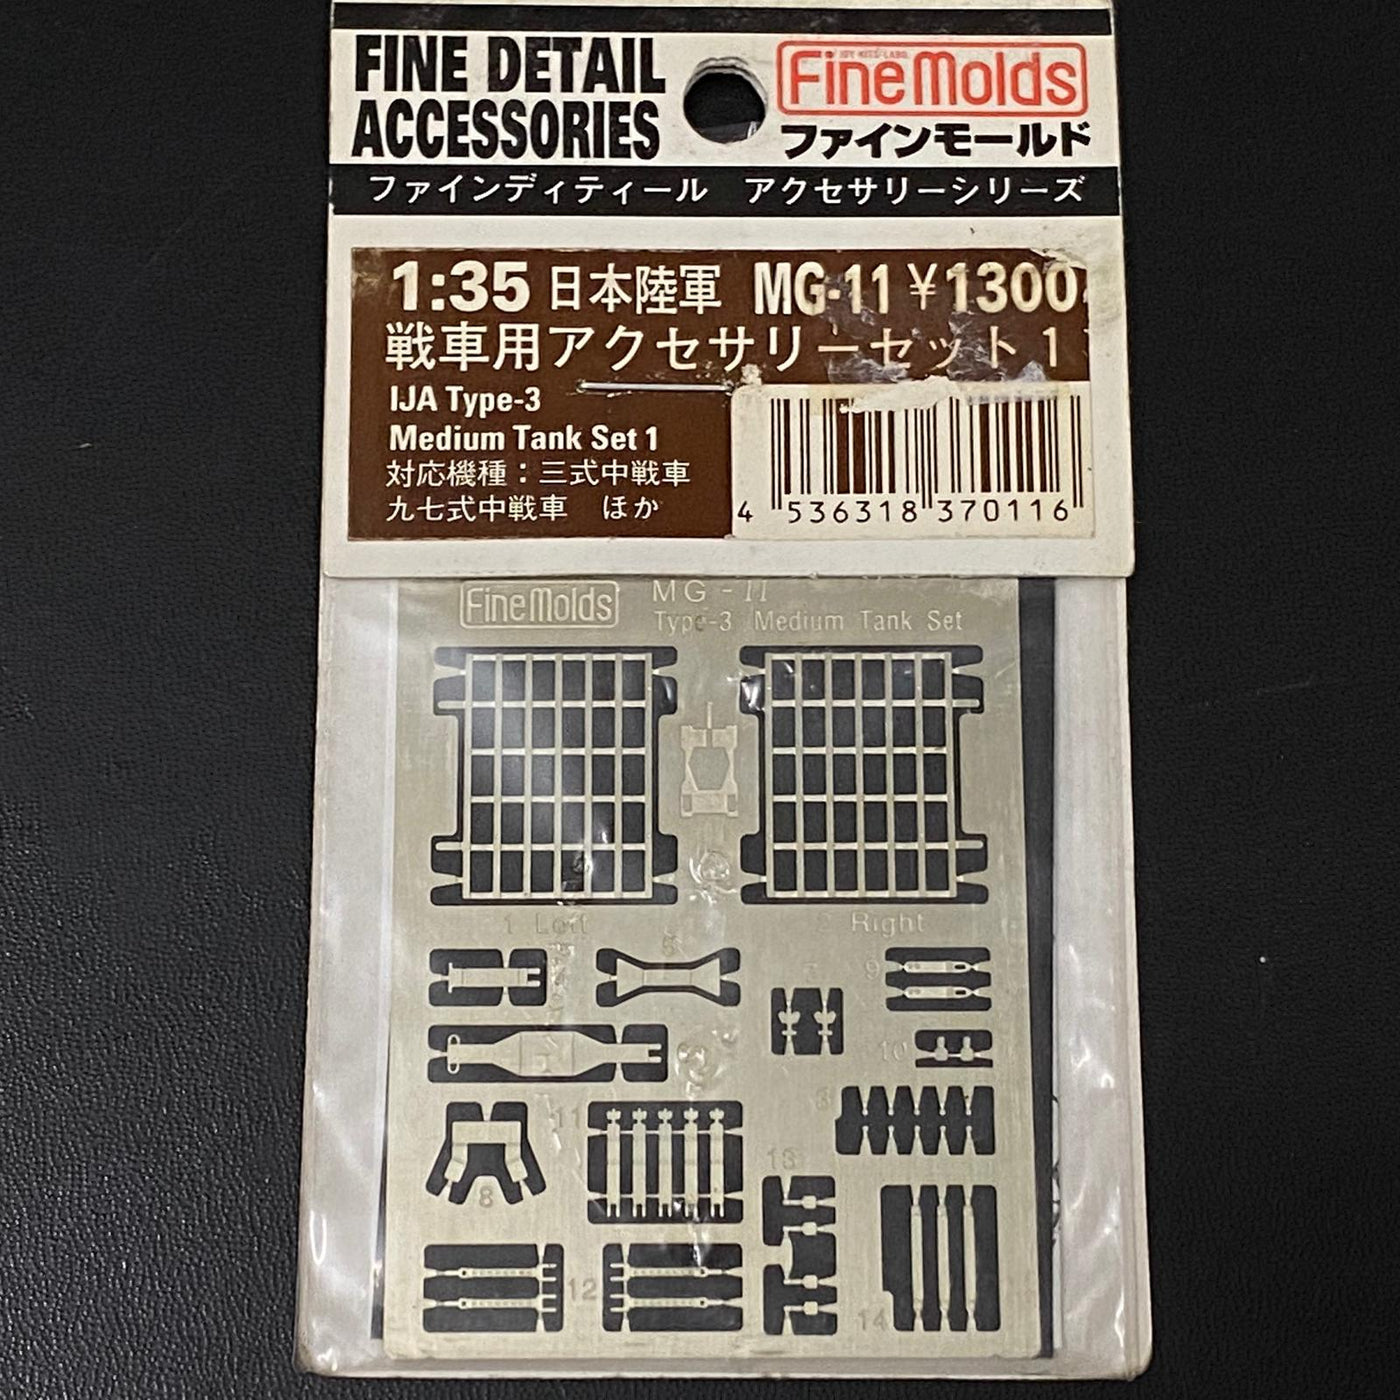 FINE DETAIL
ACCESSORIES
FineMolds
ファインモールド
ファインディティール アクセサリーシリーズ
1:35 日本陸軍 MG-11 ¥1300
戦車用アクセサリーセット1
IJA Type-3
Medium Tank Set 1
対応機種：三式中戦車
九七式中戦車 ほか
4 536318 370116
FineMolds
MG-11
Type-3 Medium Tank Set
1 Left
2 Right
5
7
9
10
11
8
13
12
14